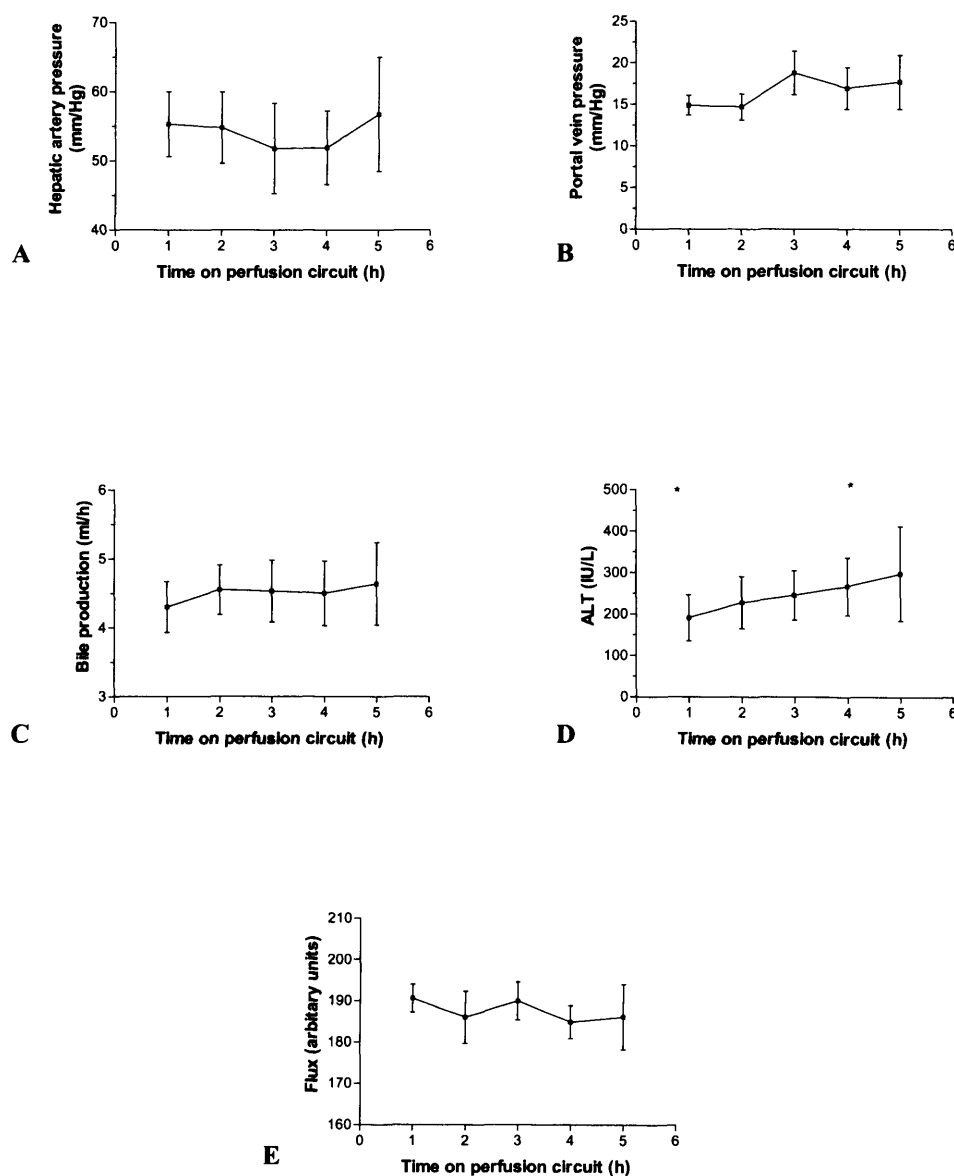 Hepatic artery pressure
(mm/Hg)
70
60
50
40
0 1 2 3 4 5 6
Time on perfusion circuit (h)
A
Portal vein pressure
(mm/Hg)
25
20
15
10
5
0
0 1 2 3 4 5 6
Time on perfusion circuit (h)
B
Bile production (ml/h)
6
5
4
3
0 1 2 3 4 5 6
Time on perfusion circuit (h)
C
ALT (IU/L)
500
400
300
200
100
0
* *
0 1 2 3 4 5 6
Time on perfusion circuit (h)
D
Flux (arbitary units)
210
200
190
180
170
160
0 1 2 3 4 5 6
Time on perfusion circuit (h)
E